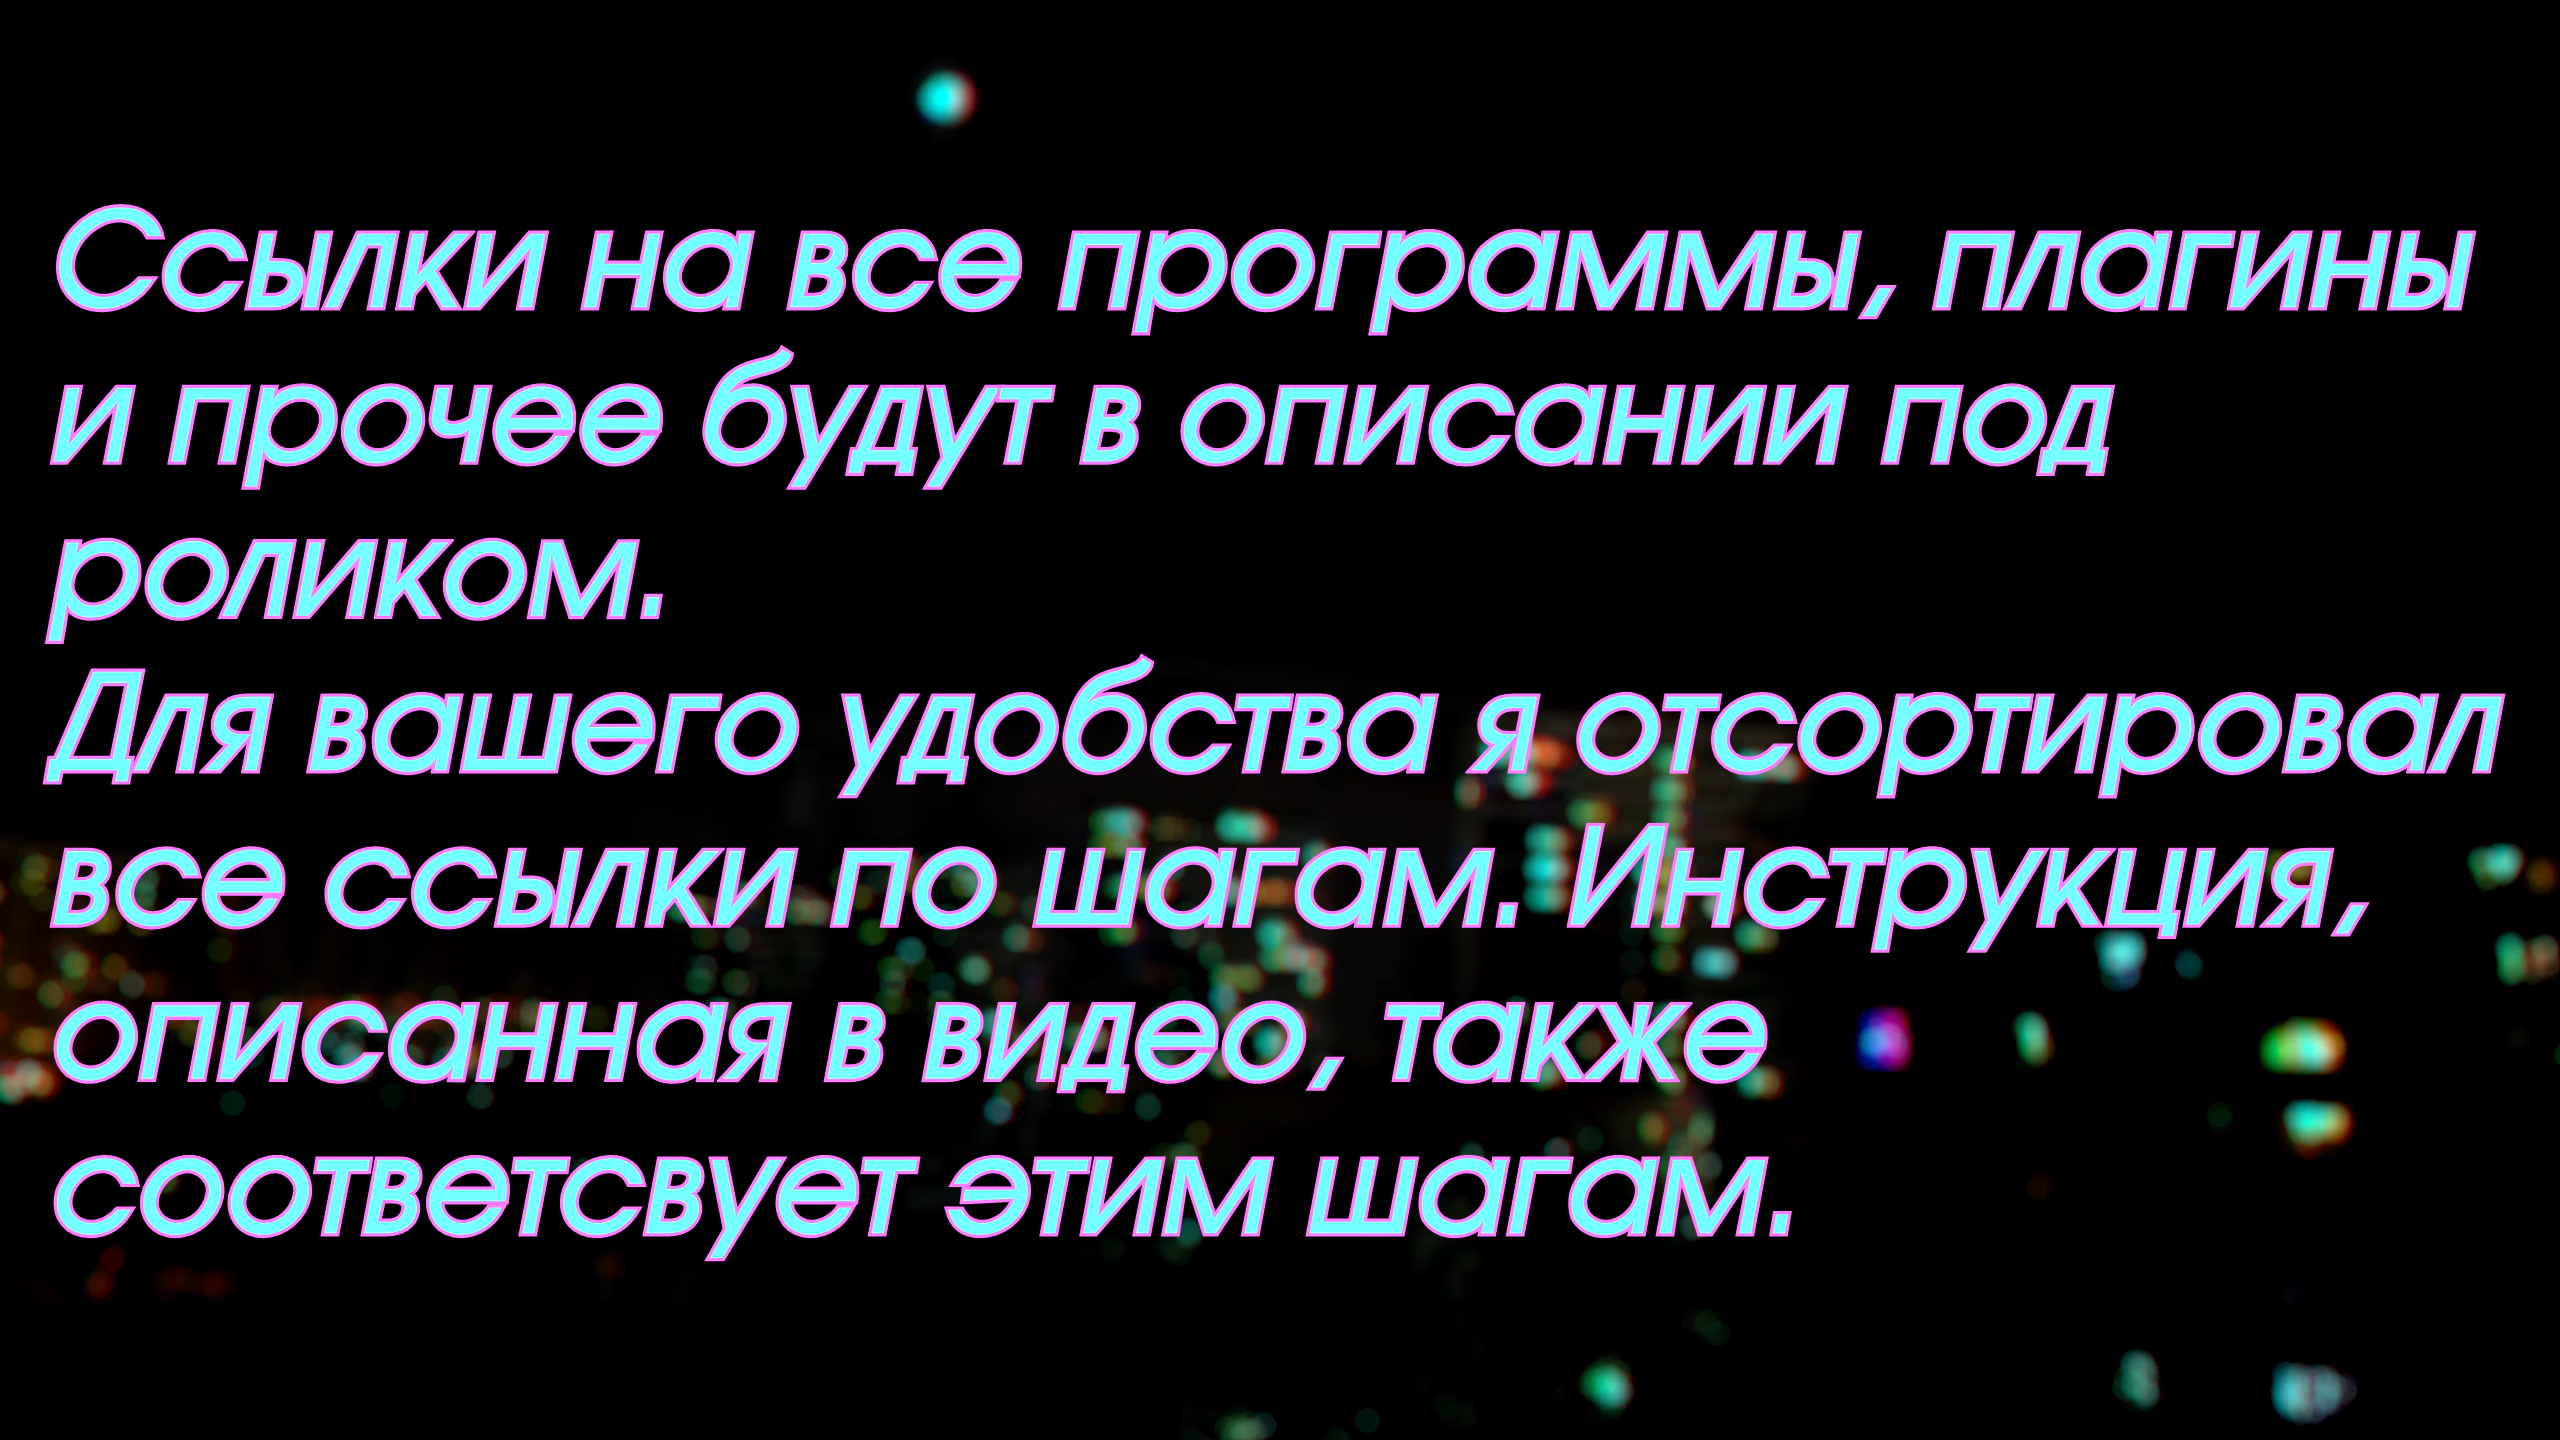 Ссылки на все программы, плагины
и прочее будут в описании под
роликом.
Для вашего удобства я отсортировал
все ссылки по шагам. Инструкция,
описанная в видео, также
соответсвует этим шагам.